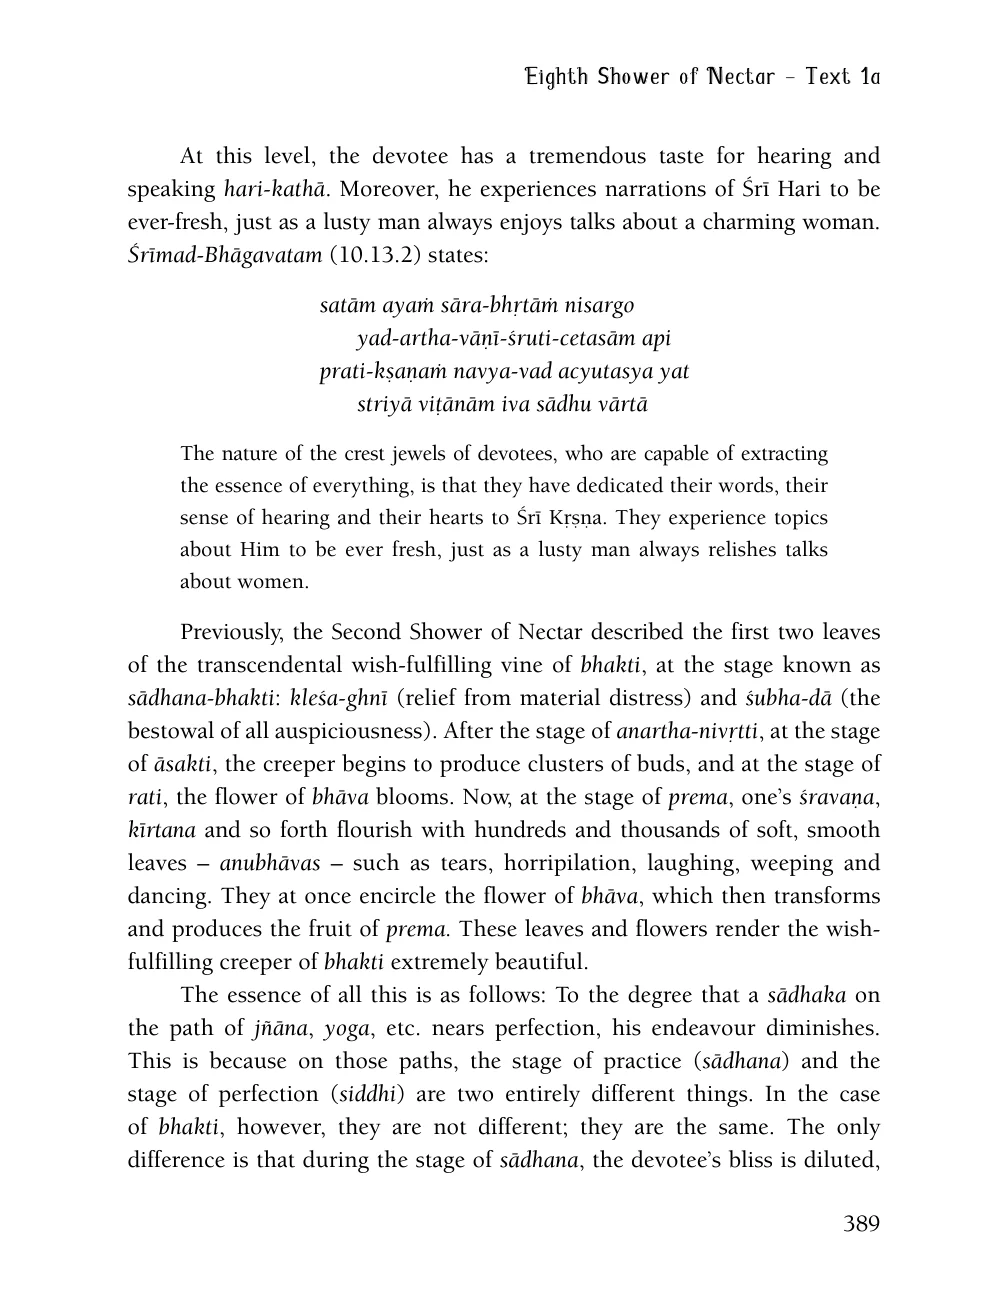 Eighth Shower of Nectar – Text 1a
At this level, the devotee has a tremendous taste for hearing and
speaking hari-kathā. Moreover, he experiences narrations of Śrī Hari to be
ever-fresh, just as a lusty man always enjoys talks about a charming woman.
Śrīmad-Bhāgavatam (10.13.2) states:
satām ayaṁ sāra-bhṛtāṁ nisargo
yad-artha-vāṇī-śruti-cetasām api
prati-kṣaṇaṁ navya-vad acyutasya yat
striyā viṭānām iva sādhu vārtā
The nature of the crest jewels of devotees, who are capable of extracting
the essence of everything, is that they have dedicated their words, their
sense of hearing and their hearts to Śrī Kṛṣṇa. They experience topics
about Him to be ever fresh, just as a lusty man always relishes talks
about women.
Previously, the Second Shower of Nectar described the first two leaves
of the transcendental wish-fulfilling vine of bhakti, at the stage known as
sādhana-bhakti: kleśa-ghnī (relief from material distress) and śubha-dā (the
bestowal of all auspiciousness). After the stage of anartha-nivṛtti, at the stage
of āsakti, the creeper begins to produce clusters of buds, and at the stage of
rati, the flower of bhāva blooms. Now, at the stage of prema, one’s śravaṇa,
kīrtana and so forth flourish with hundreds and thousands of soft, smooth
leaves – anubhāvas – such as tears, horripilation, laughing, weeping and
dancing. They at once encircle the flower of bhāva, which then transforms
and produces the fruit of prema. These leaves and flowers render the wish-
fulfilling creeper of bhakti extremely beautiful.
The essence of all this is as follows: To the degree that a sādhaka on
the path of jñāna, yoga, etc. nears perfection, his endeavour diminishes.
This is because on those paths, the stage of practice (sādhana) and the
stage of perfection (siddhi) are two entirely different things. In the case
of bhakti, however, they are not different; they are the same. The only
difference is that during the stage of sādhana, the devotee’s bliss is diluted,
389